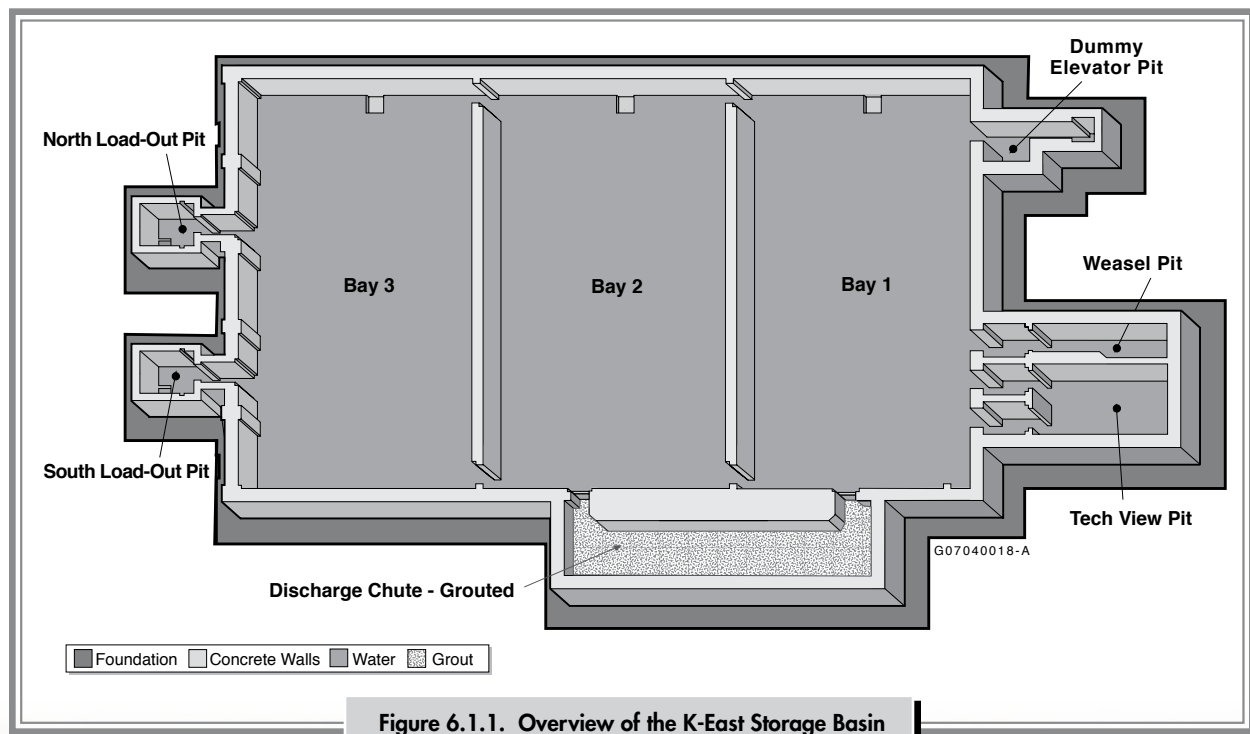 Dummy
Elevator Pit
North Load-Out Pit
Weasel Pit
Bay 3
Bay 2
Bay 1
South Load-Out Pit
Tech View Pit
G07040018-A
Discharge Chute - Grouted
Foundation
Concrete Walls
Water
Grout
Figure 6.1.1. Overview of the K-East Storage Basin